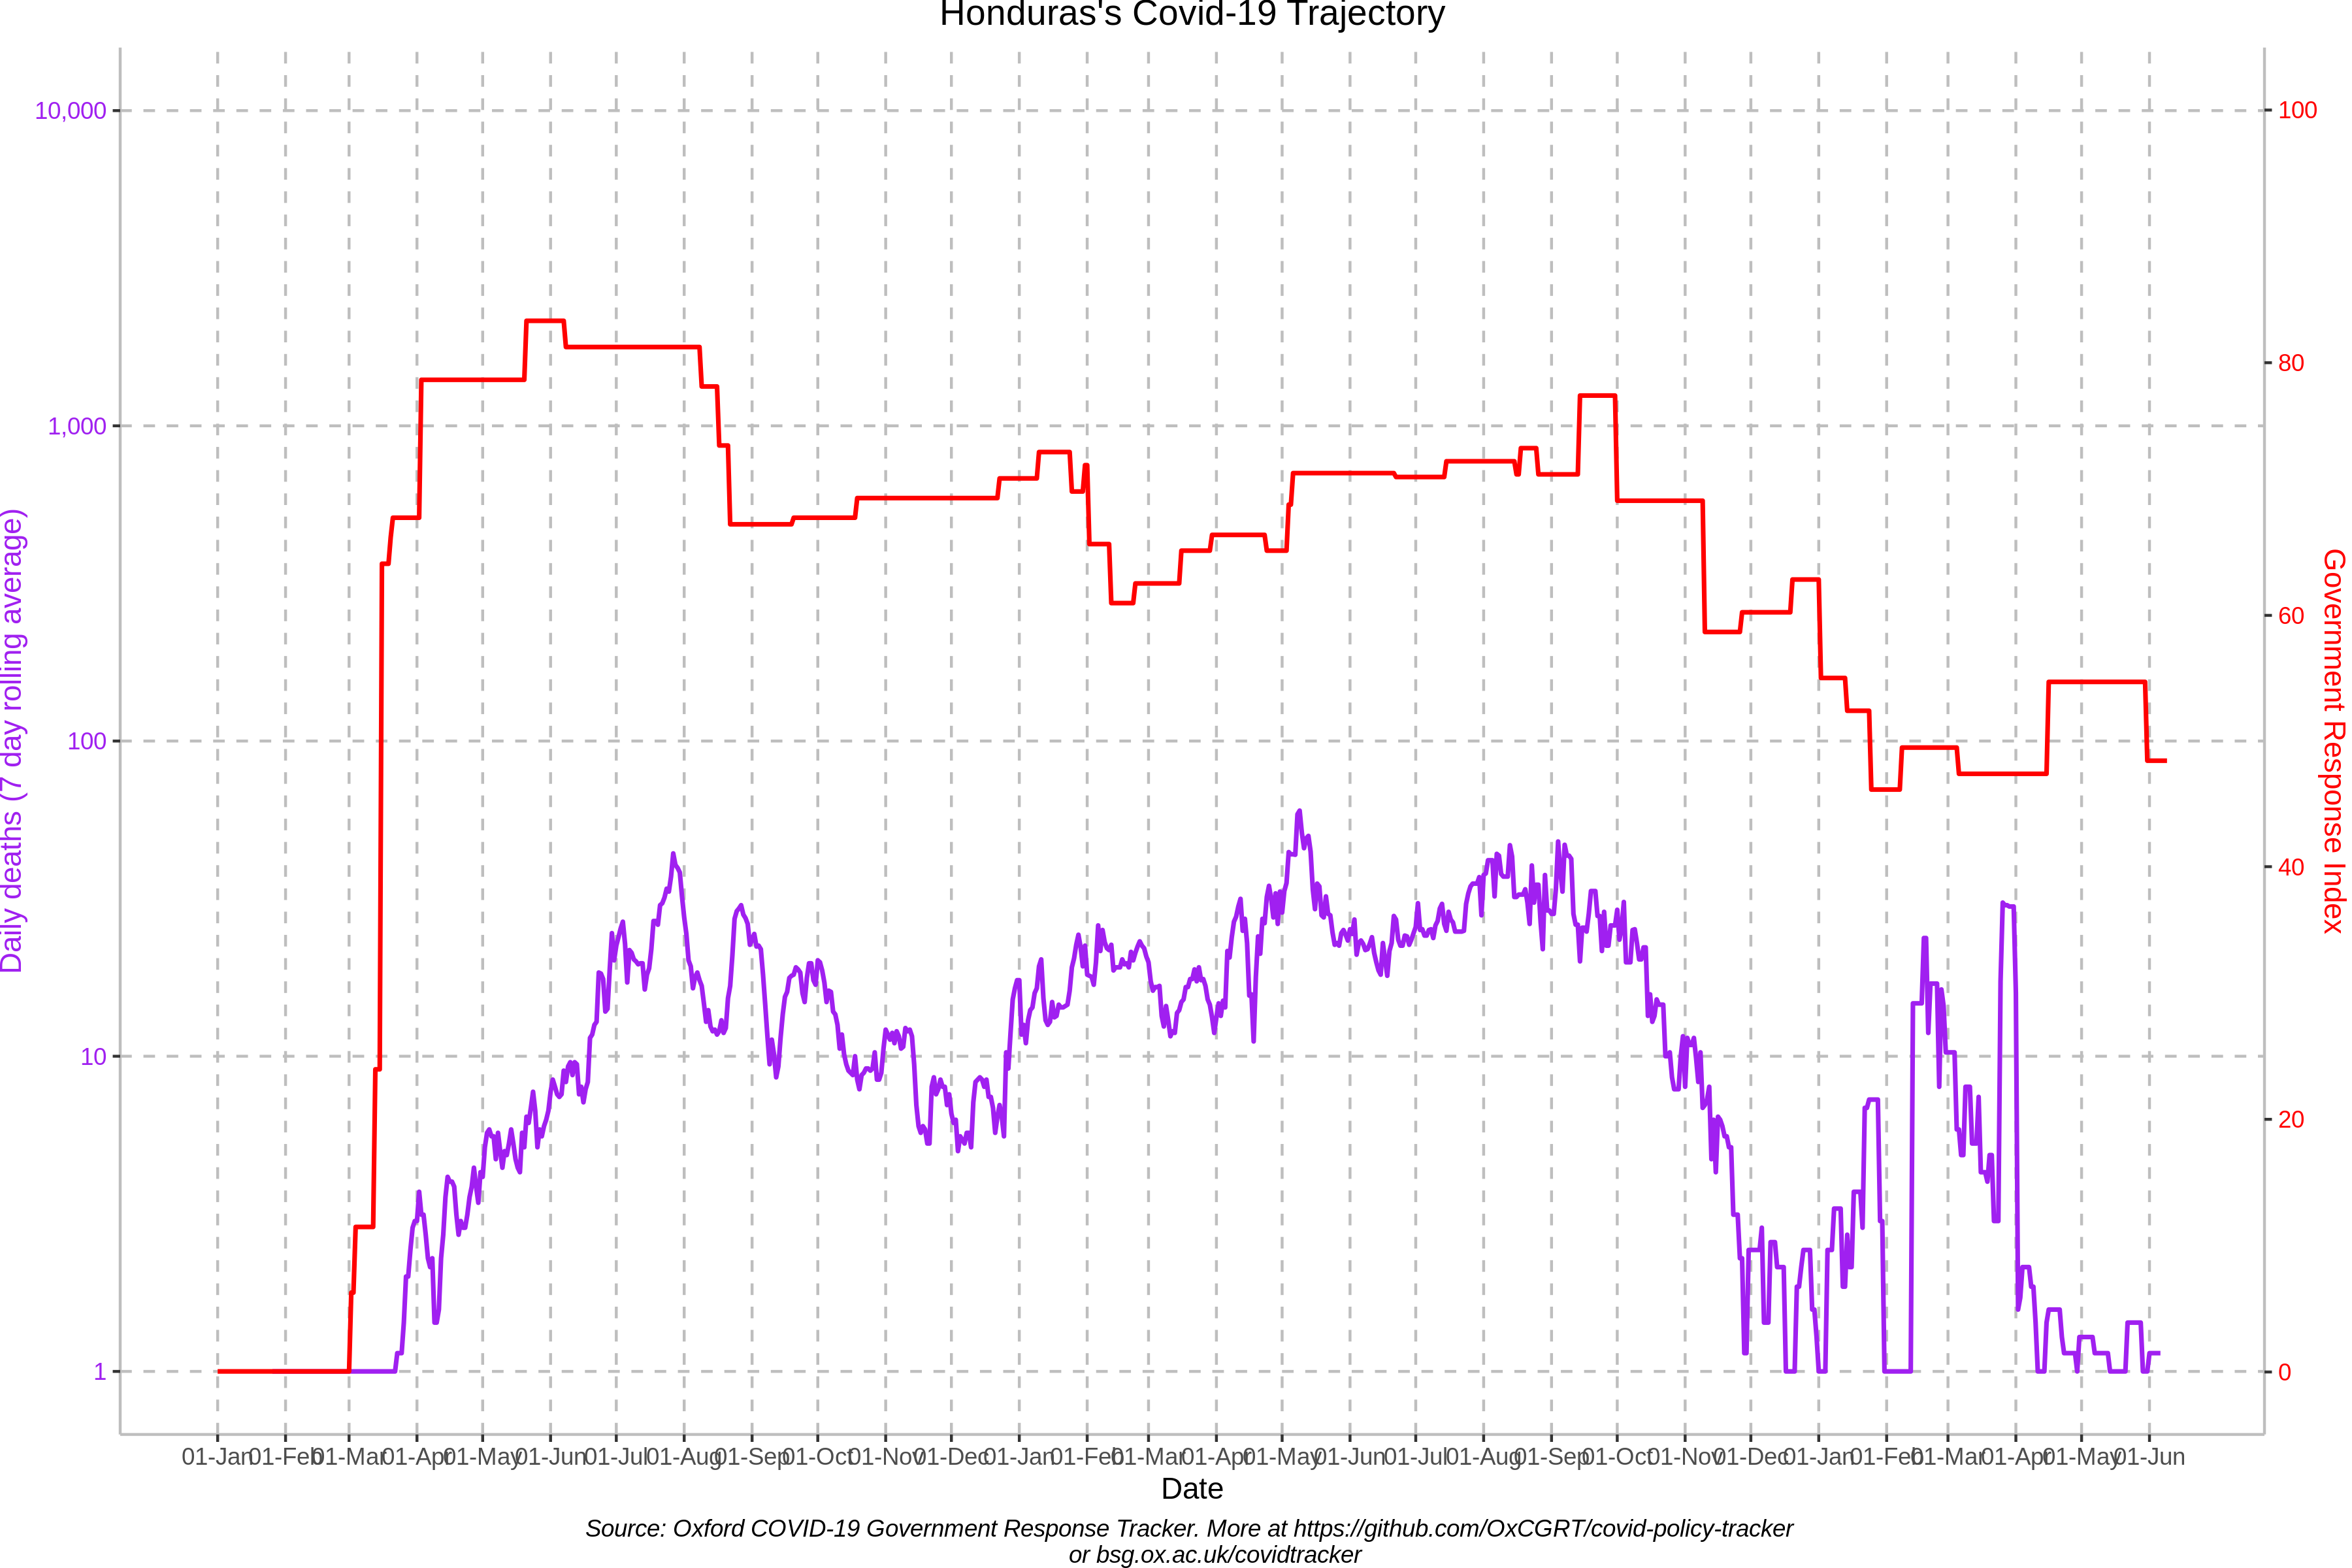 Honduras's Covid-19 Trajectory
10,000
1,000
100
10
1
Daily deaths (7 day rolling average)
100
80
60
40
20
0
Government Response Index
01-Jan 01-Feb 01-Mar 01-Apr 01-May 01-Jun 01-Jul 01-Aug 01-Sep 01-Oct 01-Nov 01-Dec 01-Jan 01-Feb 01-Mar 01-Apr 01-May 01-Jun 01-Jul 01-Aug 01-Sep 01-Oct 01-Nov 01-Dec 01-Jan 01-Feb 01-Mar 01-Apr 01-May 01-Jun
Date
Source: Oxford COVID-19 Government Response Tracker. More at https://github.com/OxCGRT/covid-policy-tracker
or bsg.ox.ac.uk/covidtracker